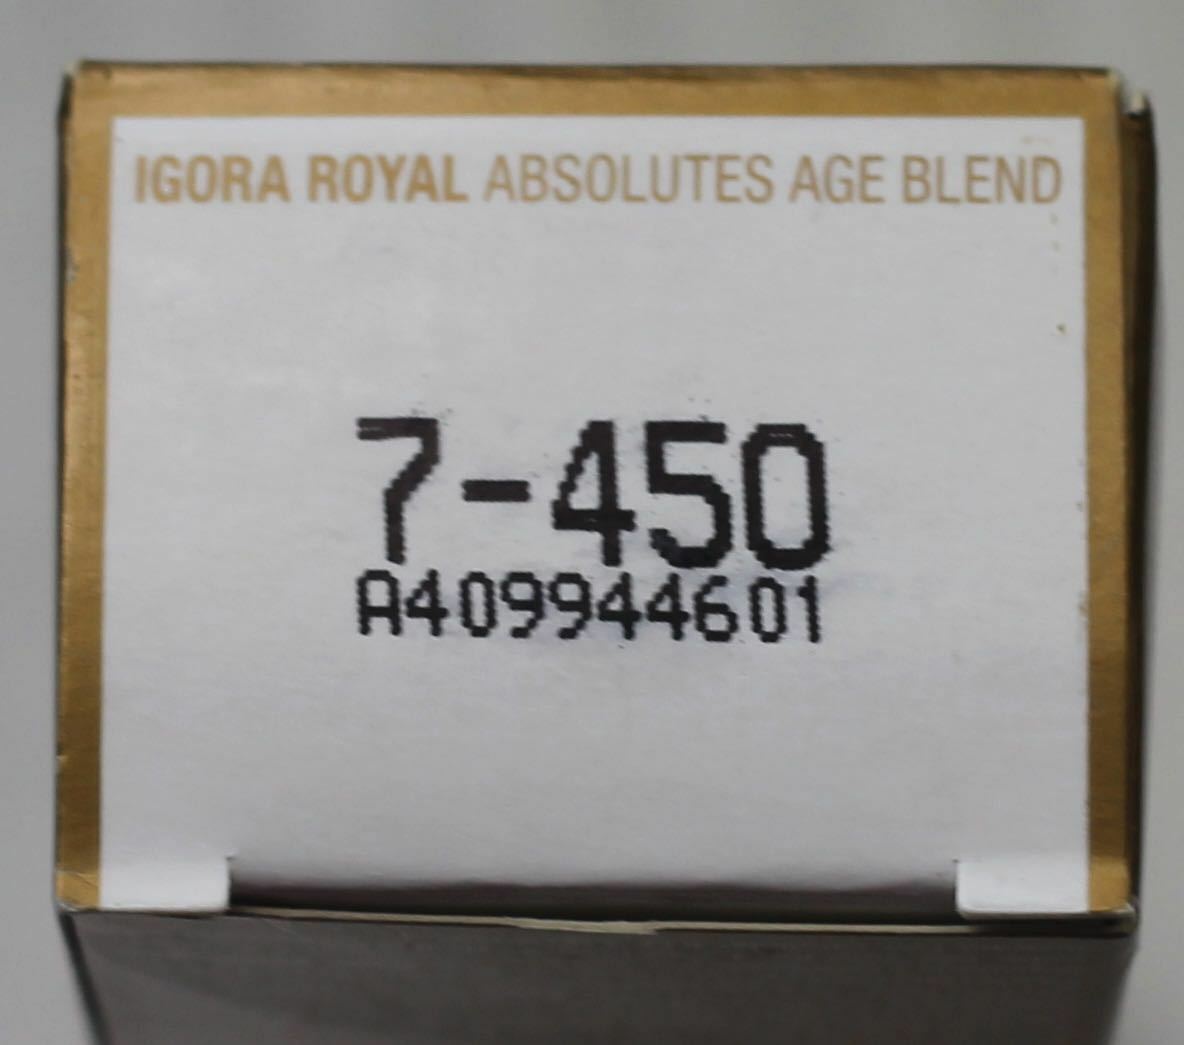 IGORA ROYAL ABSOLUTES AGE BLEND
7-450
A409944601